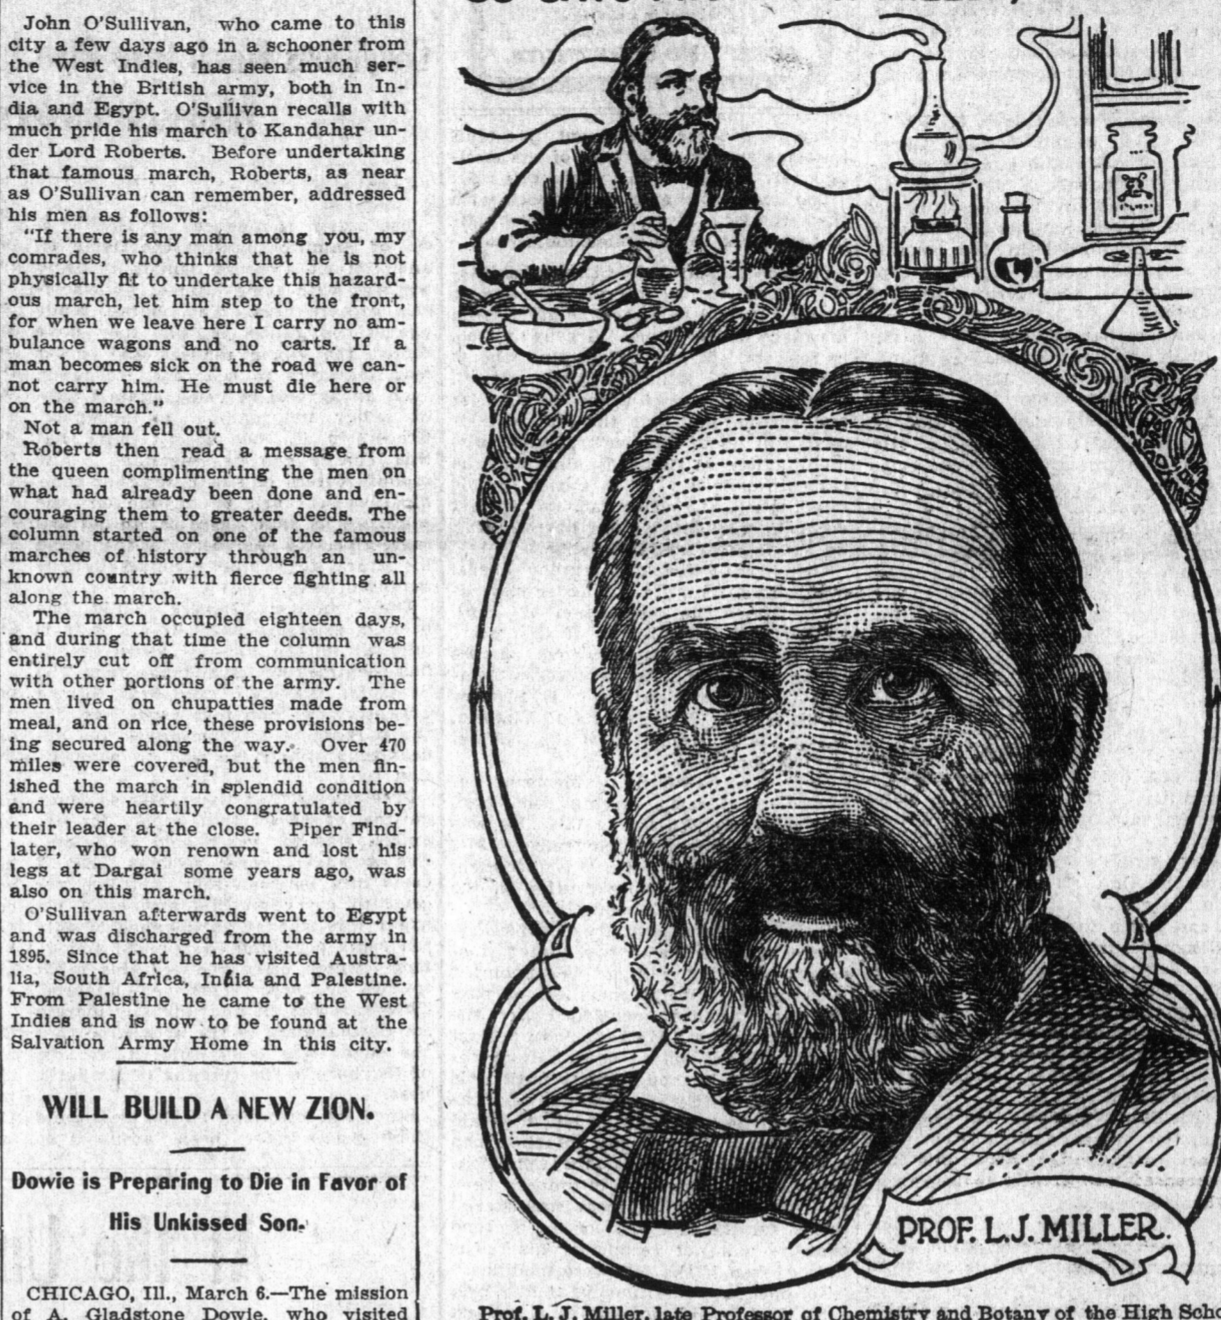 John O'Sullivan, who came to this
city a few days ago in a schooner from
the West Indies, has seen much ser-
vice in the British army, both in In-
dia and Egypt. O'Sullivan recalls with
much pride his march to Kandahar un-
der Lord Roberts. Before undertaking
that famous march, Roberts, as near
as O'Sullivan can remember, addressed
his men as follows:
"If there is any man among you, my
comrades, who thinks that he is not
physically fit to undertake this hazard-
ous march, let him step to the front,
for when we leave here I carry no am-
bulance wagons and no carts. If a
man becomes sick on the road we can-
not carry him. He must die here or
on the march."
Not a man fell out.
Roberts then read a message from
the queen complimenting the men on
what had already been done and en-
couraging them to greater deeds. The
column started on one of the famous
marches of history through an un-
known country with fierce fighting all
along the march.
The march occupied eighteen days,
and during that time the column was
entirely cut off from communication
with other portions of the army. The
men lived on chupatties made from
meal, and on rice, these provisions be-
ing secured along the way. Over 470
miles were covered, but the men fin-
ished the march in splendid condition
and were heartily congratulated by
their leader at the close. Piper Find-
later, who won renown and lost his
legs at Dargai some years ago, was
also on this march.
O'Sullivan afterwards went to Egypt
and was discharged from the army in
1895. Since that he has visited Austra-
lia, South Africa, India and Palestine.
From Palestine he came to the West
Indies and is now to be found at the
Salvation Army Home in this city.
WILL BUILD A NEW ZION.
Dowie is Preparing to Die in Favor of
His Unkissed Son.
CHICAGO, Ill., March 6.—The mission
of A. Gladstone Dowie, who visited
PROF. L. J. MILLER.
Prof. L. J. Miller, late Professor of Chemistry and Botany of the High